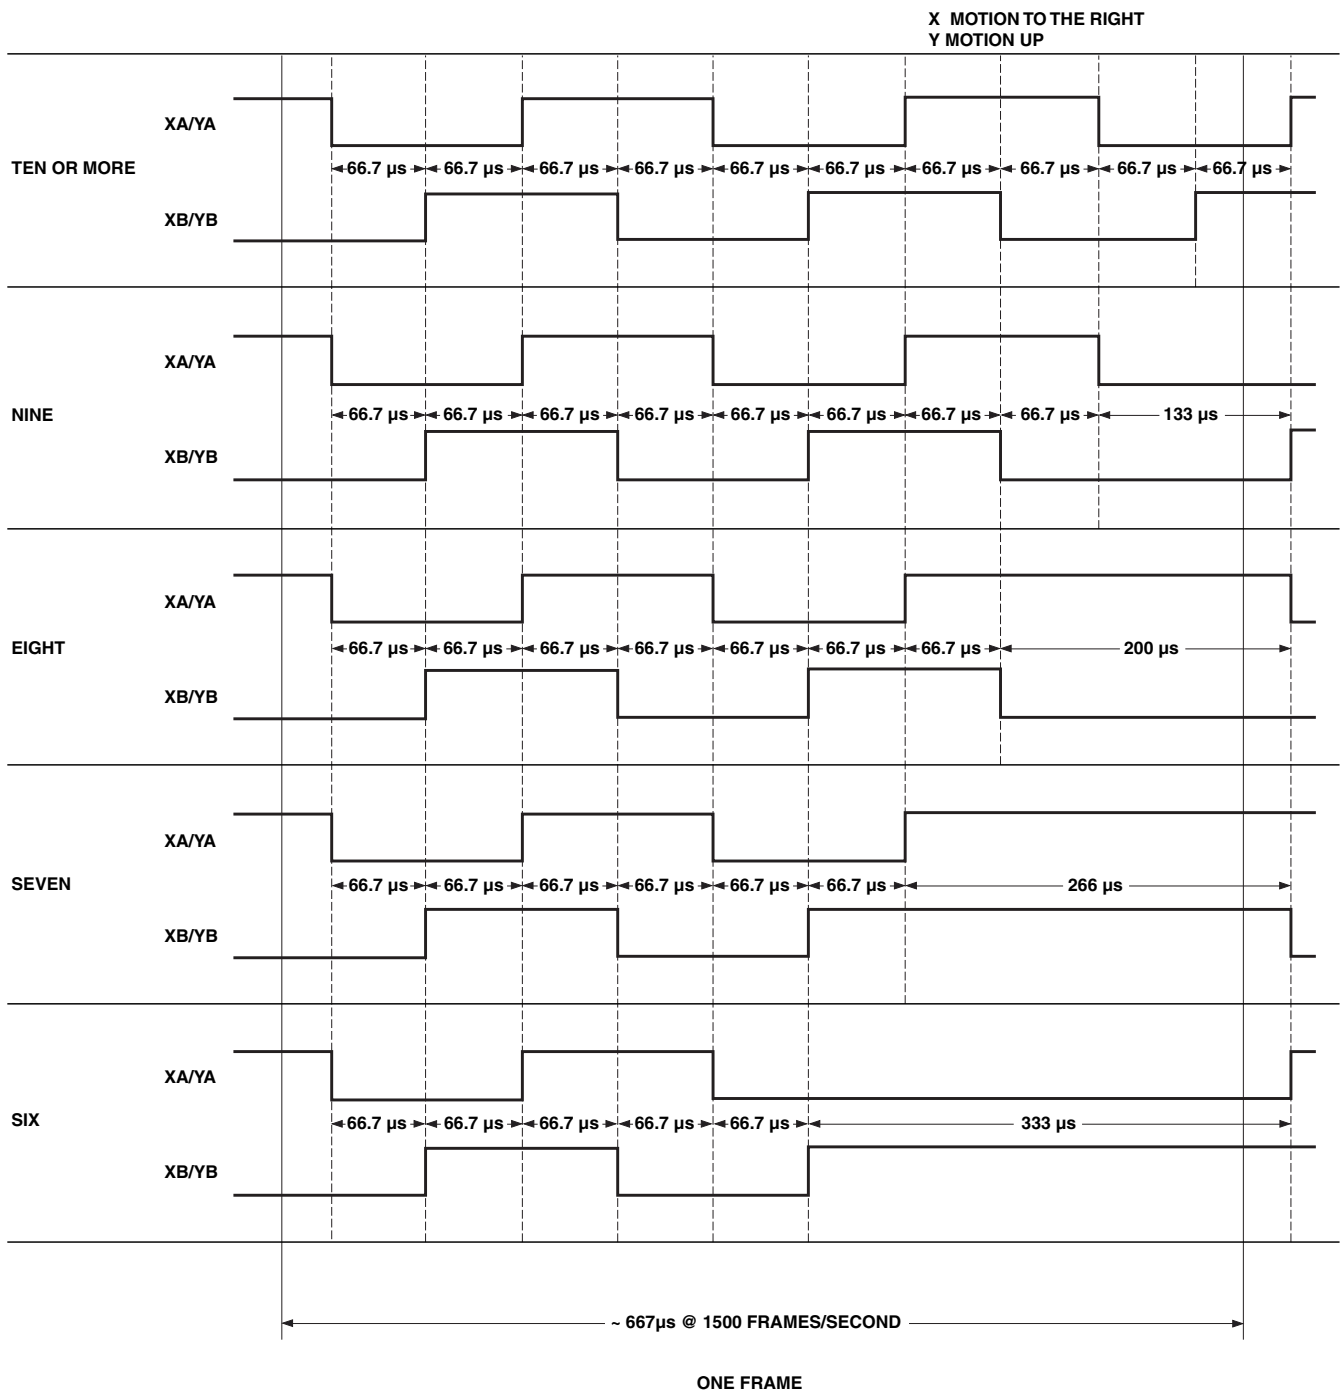 X MOTION TO THE RIGHT
Y MOTION UP
XA/YA
TEN OR MORE
66.7 µs 66.7 µs 66.7 µs 66.7 µs 66.7 µs 66.7 µs 66.7 µs 66.7 µs 66.7 µs 66.7 µs
XB/YB
XA/YA
NINE
66.7 µs 66.7 µs 66.7 µs 66.7 µs 66.7 µs 66.7 µs 66.7 µs 66.7 µs 133 µs
XB/YB
XA/YA
EIGHT
66.7 µs 66.7 µs 66.7 µs 66.7 µs 66.7 µs 66.7 µs 66.7 µs 200 µs
XB/YB
XA/YA
SEVEN
66.7 µs 66.7 µs 66.7 µs 66.7 µs 66.7 µs 66.7 µs 266 µs
XB/YB
XA/YA
SIX
66.7 µs 66.7 µs 66.7 µs 66.7 µs 66.7 µs 333 µs
XB/YB
~ 667µs @ 1500 FRAMES/SECOND
ONE FRAME